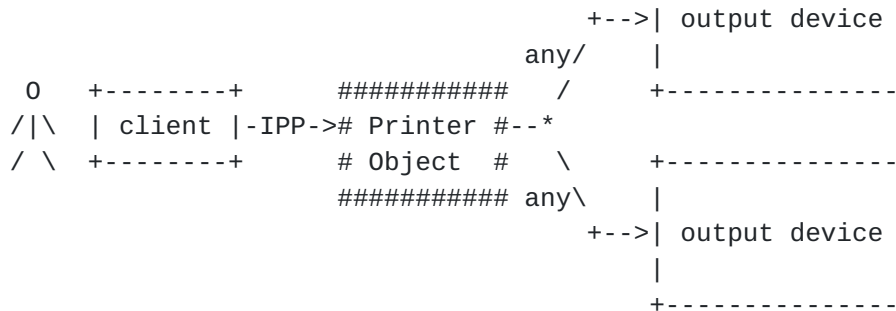 +-->| output device
                              any/    |
 O   +--------+      ###########   /     +---------------
/|\  | client |-IPP-># Printer #--*
/ \  +--------+      # Object  #   \     +---------------
                     ########### any\    |
                                     +-->| output device
                                         |
                                         +---------------